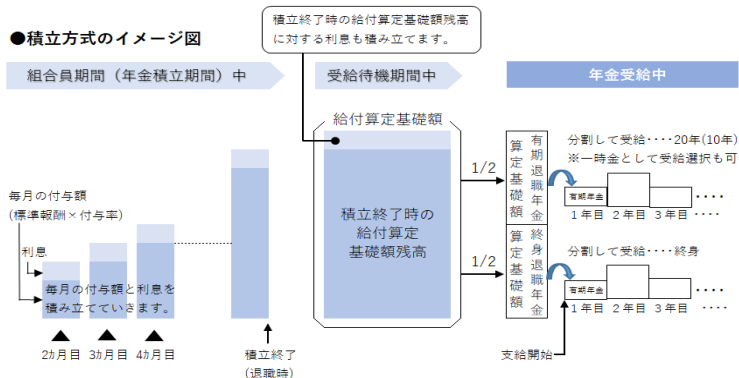 積立終了時の給付算定基礎額残高
に対する利息も積み立てます。
●積立方式のイメージ図
組合員期間（年金積立期間）中
受給待機期間中
年金受給中
給付算定基礎額
毎月の付与額
(標準報酬×付与率)
利息
毎月の付与額と利息を
積み立てていきます。
2ｶ月目
3ｶ月目
4ｶ月目
積立終了
(退職時)
積立終了時の
給付算定
基礎額残高
1/2
1/2
有期退職年金
算定基礎額
終身退職年金
算定基礎額
分割して受給････20年(10年)
※一時金として受給選択も可
有期年金
････
1年目
2年目
3年目
････
分割して受給････終身
有期年金
････
1年目
2年目
3年目
････
支給開始